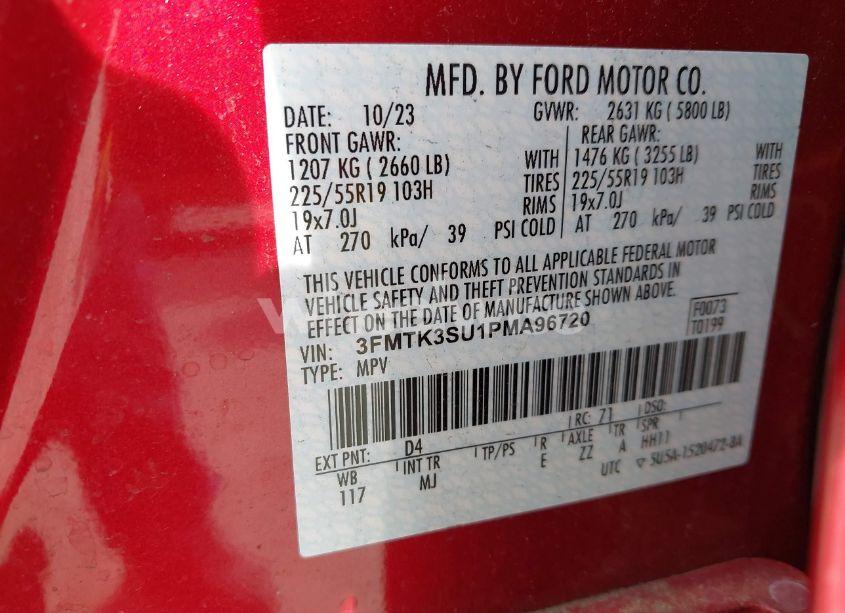 MFD. BY FORD MOTOR CO.
DATE: 10/23 GVWR: 2631 KG ( 5800 LB)
FRONT GAWR: REAR GAWR:
1207 KG ( 2660 LB) WITH 1476 KG ( 3255 LB) WITH
225/55R19 103H TIRES 225/55R19 103H TIRES
19x7.0J RIMS 19x7.0J RIMS
AT 270 kPa/ 39 PSI COLD AT 270 kPa/ 39 PSI COLD
THIS VEHICLE CONFORMS TO ALL APPLICABLE FEDERAL MOTOR
VEHICLE SAFETY AND THEFT PREVENTION STANDARDS IN
EFFECT ON THE DATE OF MANUFACTURE SHOWN ABOVE.
VIN: 3FMTK3SU1PMA96720 F0073
TYPE: MPV T0199
EXT PNT: D4 RC: 71 DSO:
WB INT TR TP/PS R AXLE TR SPR
117 MJ E ZZ A HH11
UTC ▽ 5U5A-1520472-BA